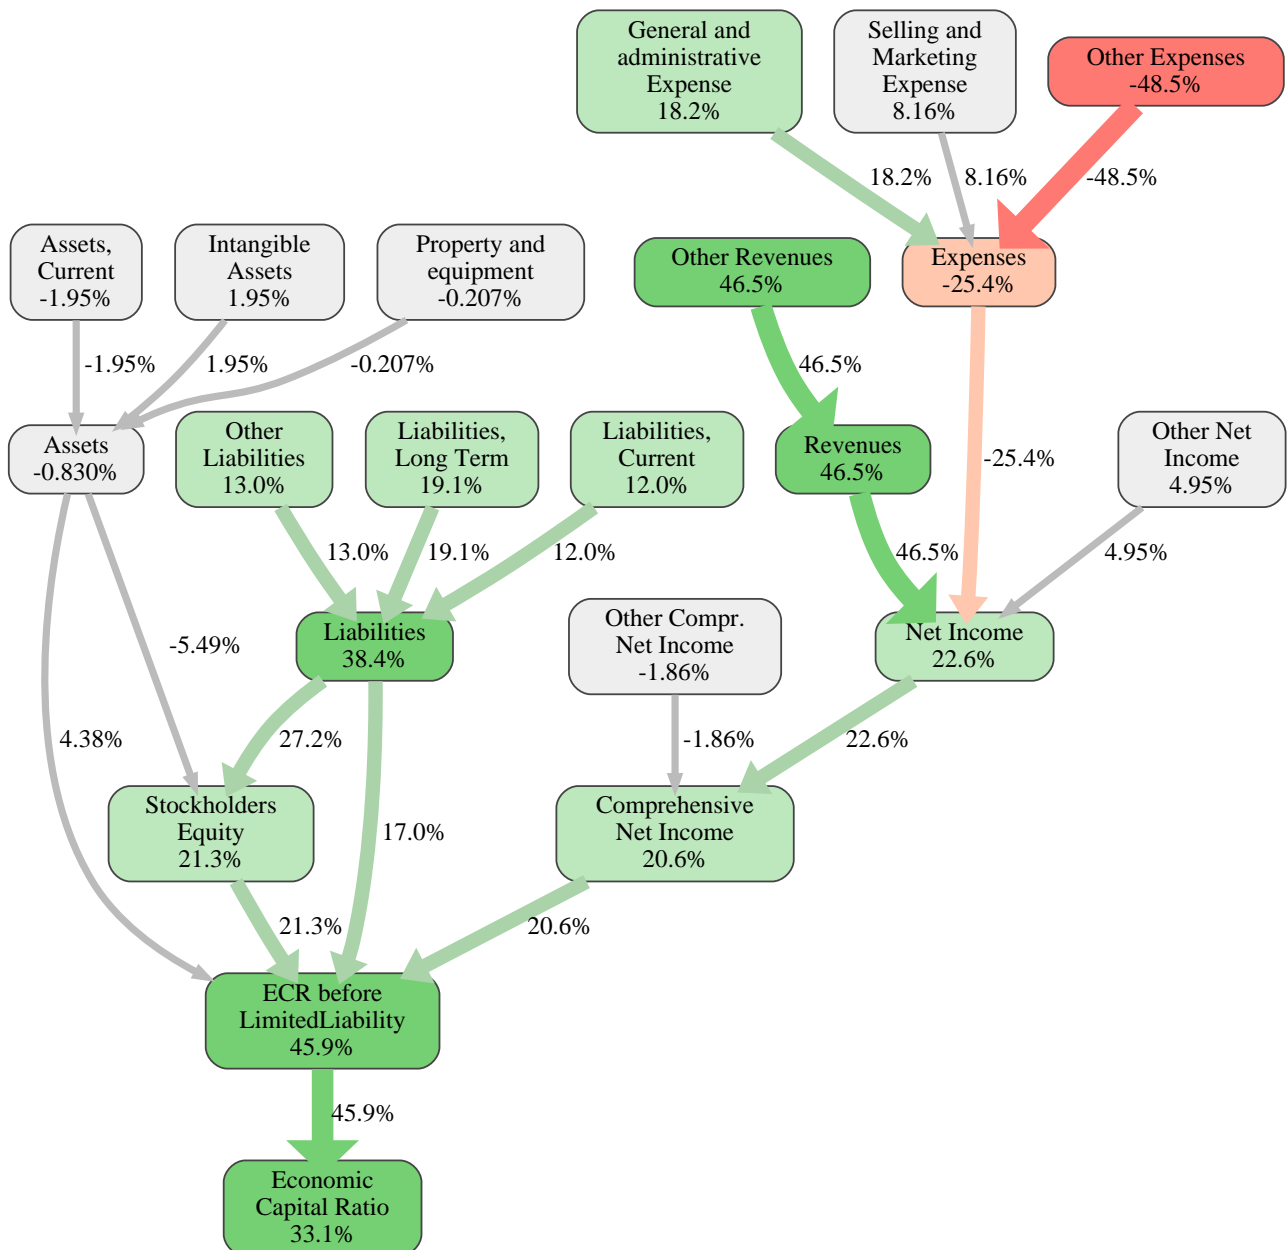 General and
administrative
Expense
18.2%
Selling and
Marketing
Expense
8.16%
Other Expenses
-48.5%
18.2%
8.16%
-48.5%
Assets,
Current
-1.95%
Intangible
Assets
1.95%
Property and
equipment
-0.207%
Other Revenues
46.5%
Expenses
-25.4%
-1.95%
1.95%
-0.207%
46.5%
-25.4%
Assets
-0.830%
Other
Liabilities
13.0%
Liabilities,
Long Term
19.1%
Liabilities,
Current
12.0%
Revenues
46.5%
Other Net
Income
4.95%
13.0%
19.1%
12.0%
46.5%
4.95%
-5.49%
Liabilities
38.4%
Other Compr.
Net Income
-1.86%
Net Income
22.6%
4.38%
27.2%
17.0%
-1.86%
22.6%
Stockholders
Equity
21.3%
Comprehensive
Net Income
20.6%
21.3%
20.6%
ECR before
LimitedLiability
45.9%
45.9%
Economic
Capital Ratio
33.1%